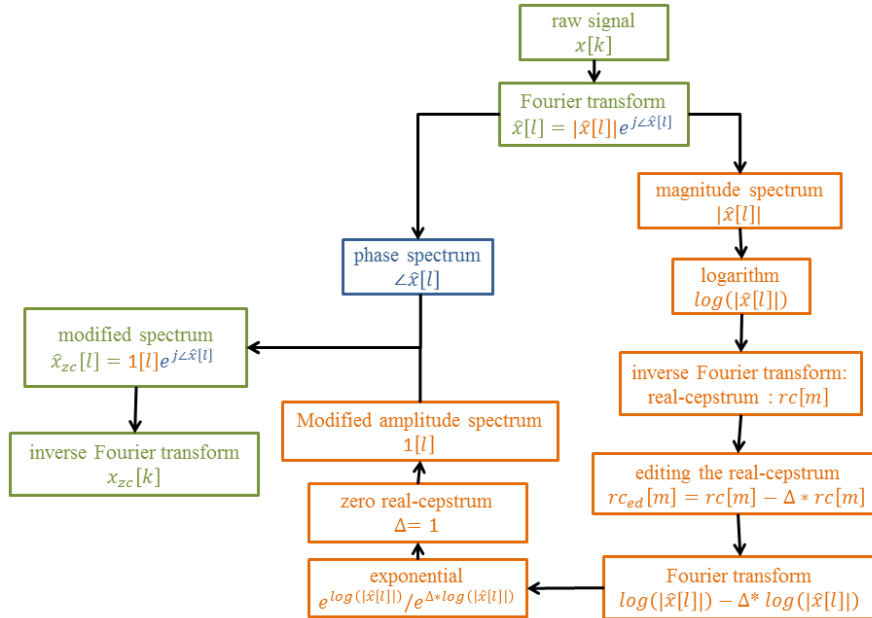 raw signal
x[k]
Fourier transform
x̂[l] = |x̂[l]|e^{j∠x̂[l]}
magnitude spectrum
|x̂[l]|
phase spectrum
∠x̂[l]
logarithm
log(|x̂[l]|)
modified spectrum
x̂_{zc}[l] = 1[l]e^{j∠x̂[l]}
inverse Fourier transform:
real-cepstrum : rc[m]
Modified amplitude spectrum
1[l]
inverse Fourier transform
x_{zc}[k]
editing the real-cepstrum
rc_{ed}[m] = rc[m] − Δ * rc[m]
zero real-cepstrum
Δ= 1
exponential
e^{log(|x̂[l]|)}/e^{Δ*log(|x̂[l]|)}
Fourier transform
log(|x̂[l]|) − Δ* log(|x̂[l]|)